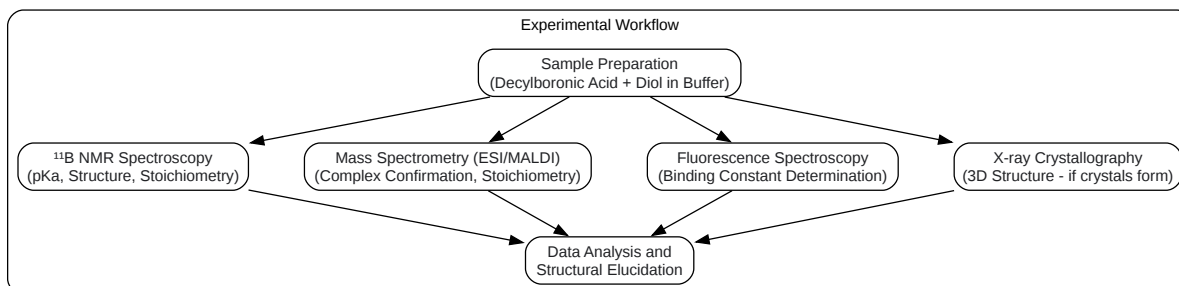 Experimental Workflow
Sample Preparation
(Decylboronic Acid + Diol in Buffer)
¹¹B NMR Spectroscopy
(pKa, Structure, Stoichiometry)
Mass Spectrometry (ESI/MALDI)
(Complex Confirmation, Stoichiometry)
Fluorescence Spectroscopy
(Binding Constant Determination)
X-ray Crystallography
(3D Structure - if crystals form)
Data Analysis and
Structural Elucidation